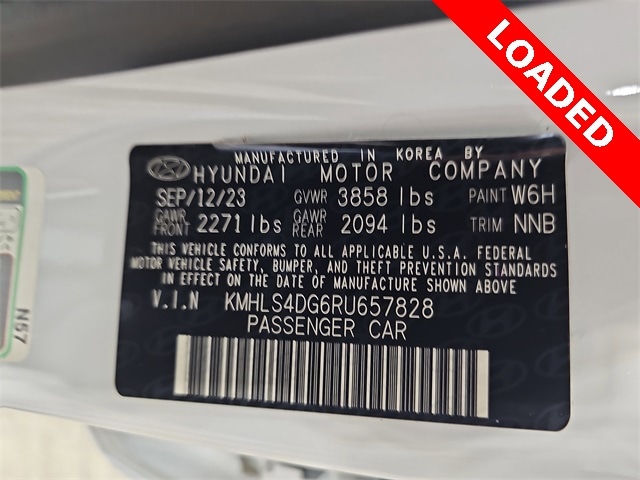 LOADED
MANUFACTURED IN KOREA BY
HYUNDAI MOTOR COMPANY
SEP/12/23 GVWR 3858 lbs PAINT W6H
GAWR FRONT 2271 lbs GAWR REAR 2094 lbs TRIM NNB
THIS VEHICLE CONFORMS TO ALL APPLICABLE U.S.A. FEDERAL
MOTOR VEHICLE SAFETY, BUMPER, AND THEFT PREVENTION STANDARDS
IN EFFECT ON THE DATE OF MANUFACTURE SHOWN ABOVE.
V.I.N KMHLS4DG6RU657828
PASSENGER CAR
N57